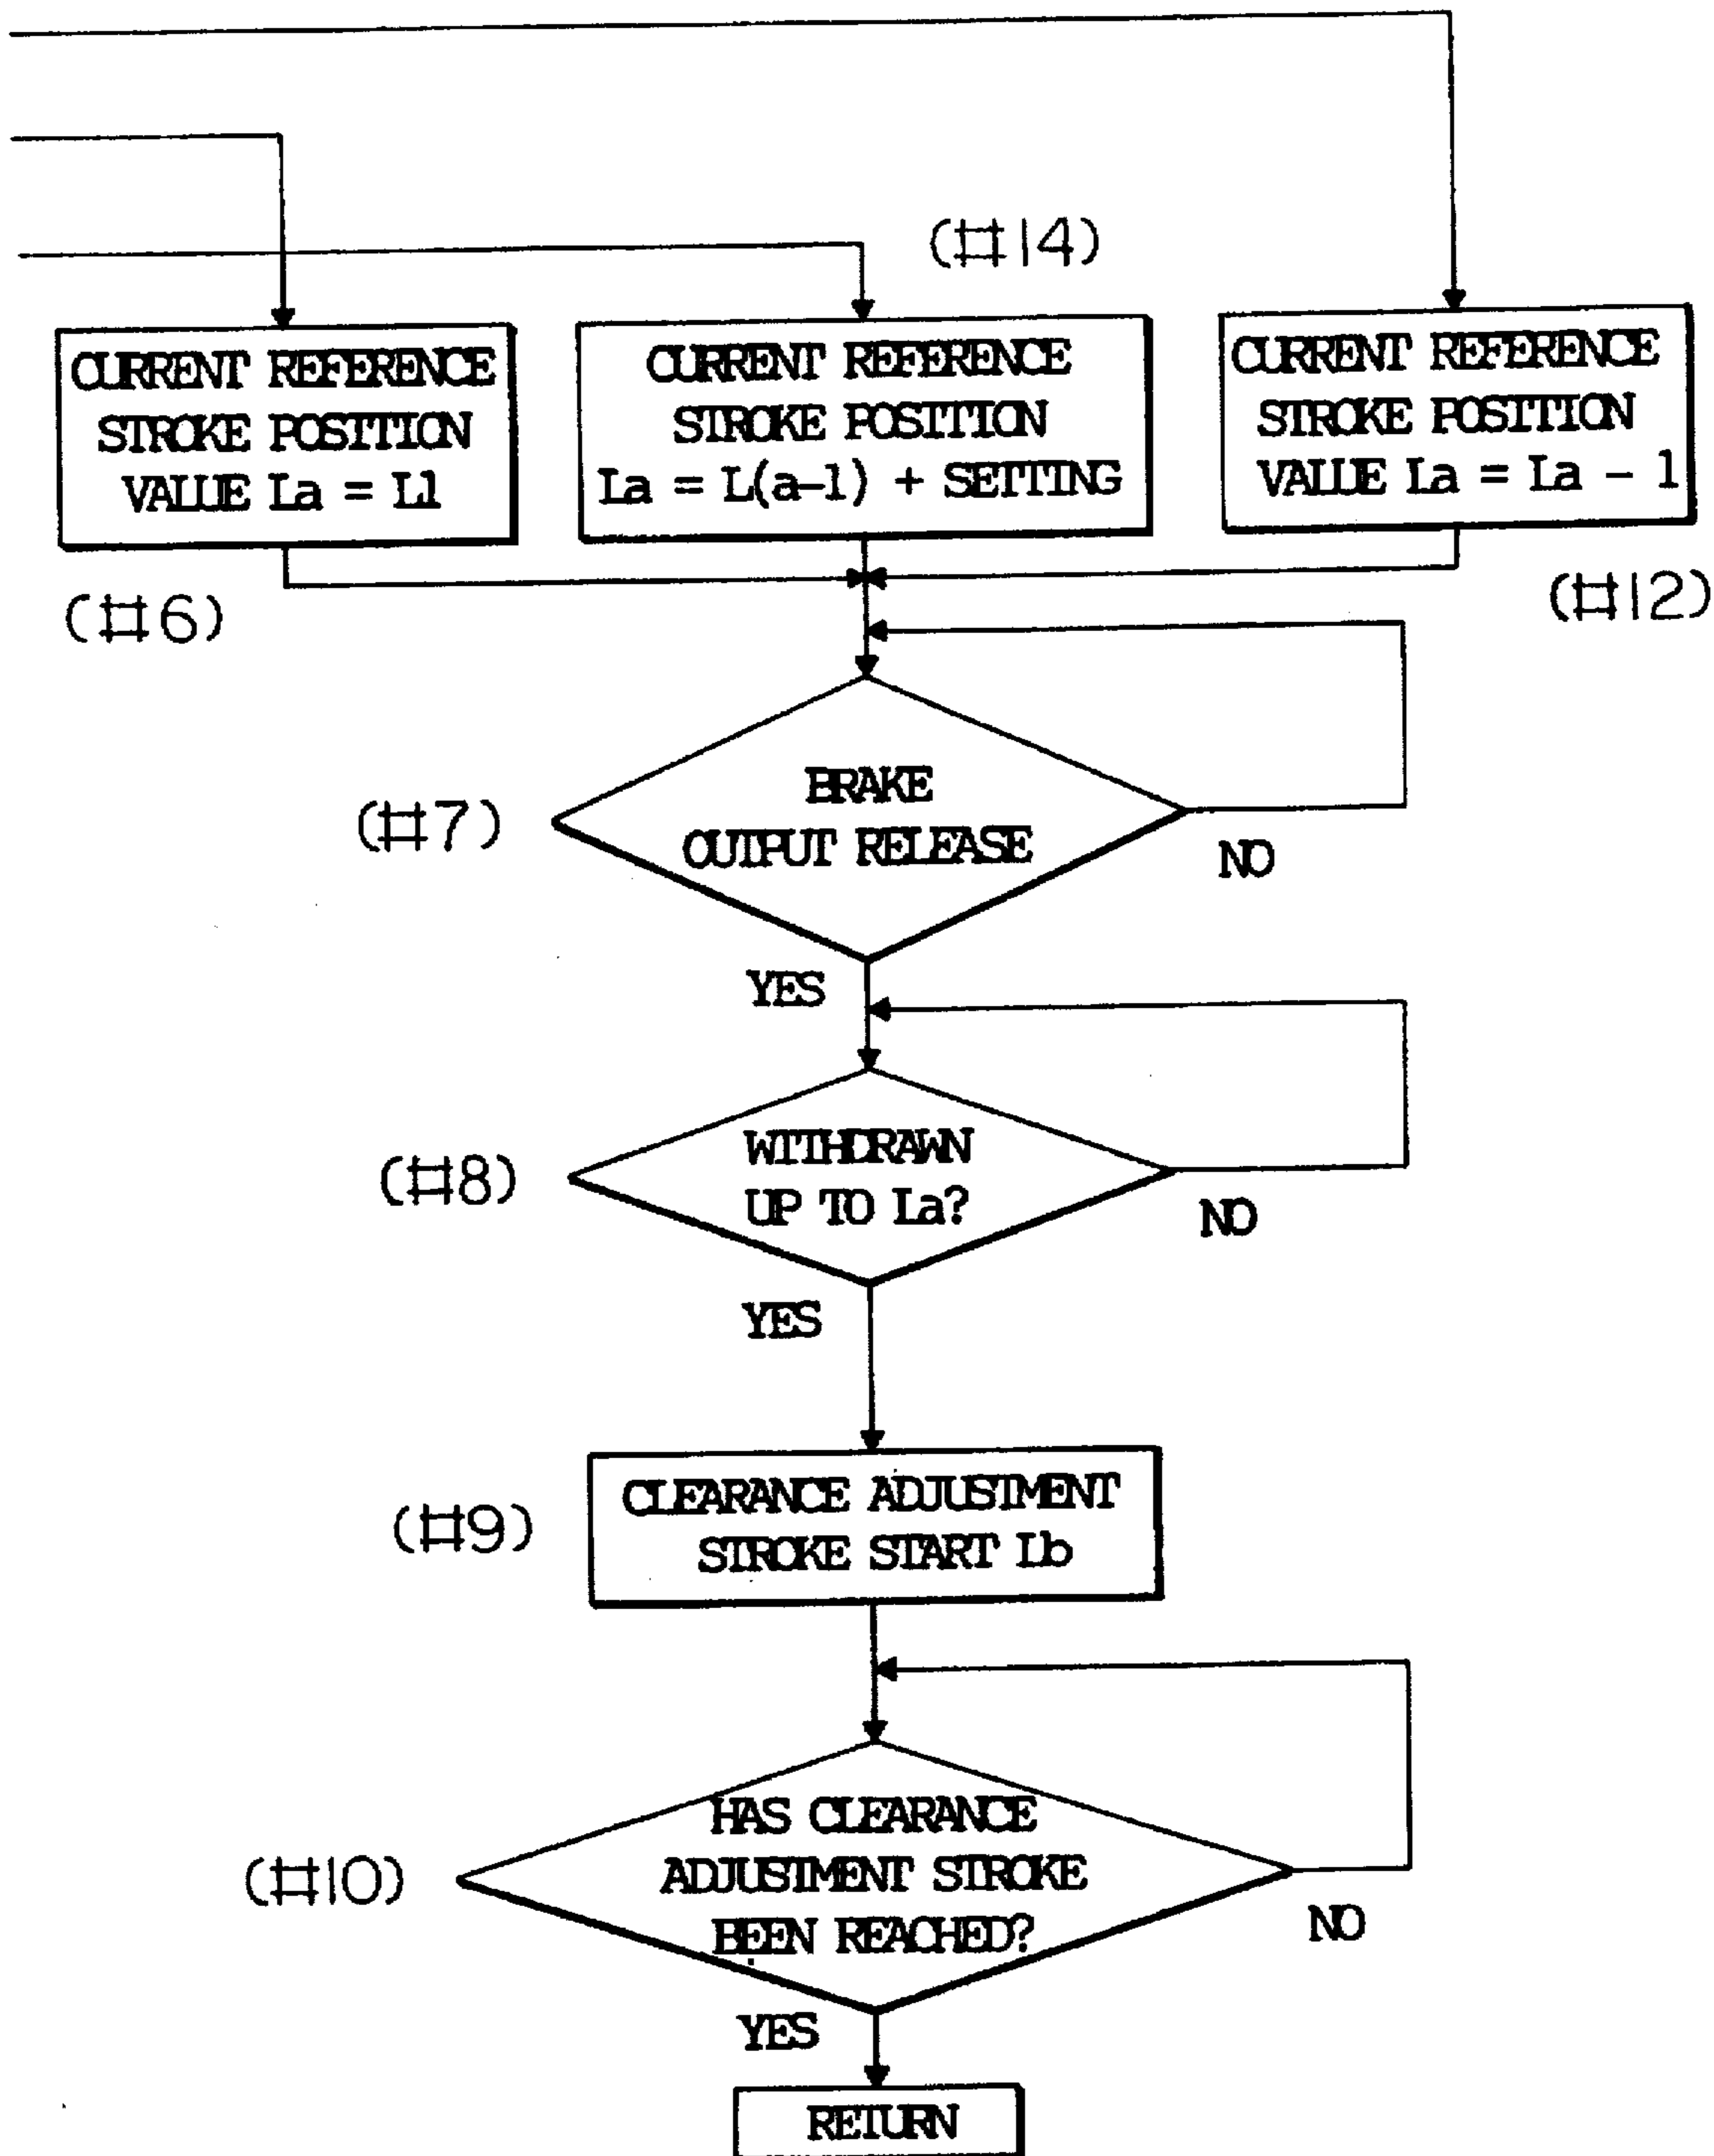 (#14)
CURRENT REFERENCE
STROKE POSITION
VALUE La = L1
CURRENT REFERENCE
STROKE POSITION
La = L(a-1) + SETTING
CURRENT REFERENCE
STROKE POSITION
VALUE La = La - 1
(#6)
(#12)
(#7)
BRAKE
OUTPUT RELEASE
NO
YES
(#8)
WITHDRAWN
UP TO La?
NO
YES
(#9)
CLEARANCE ADJUSTMENT
STROKE START Lb
(#10)
HAS CLEARANCE
ADJUSTMENT STROKE
BEEN REACHED?
NO
YES
RETURN